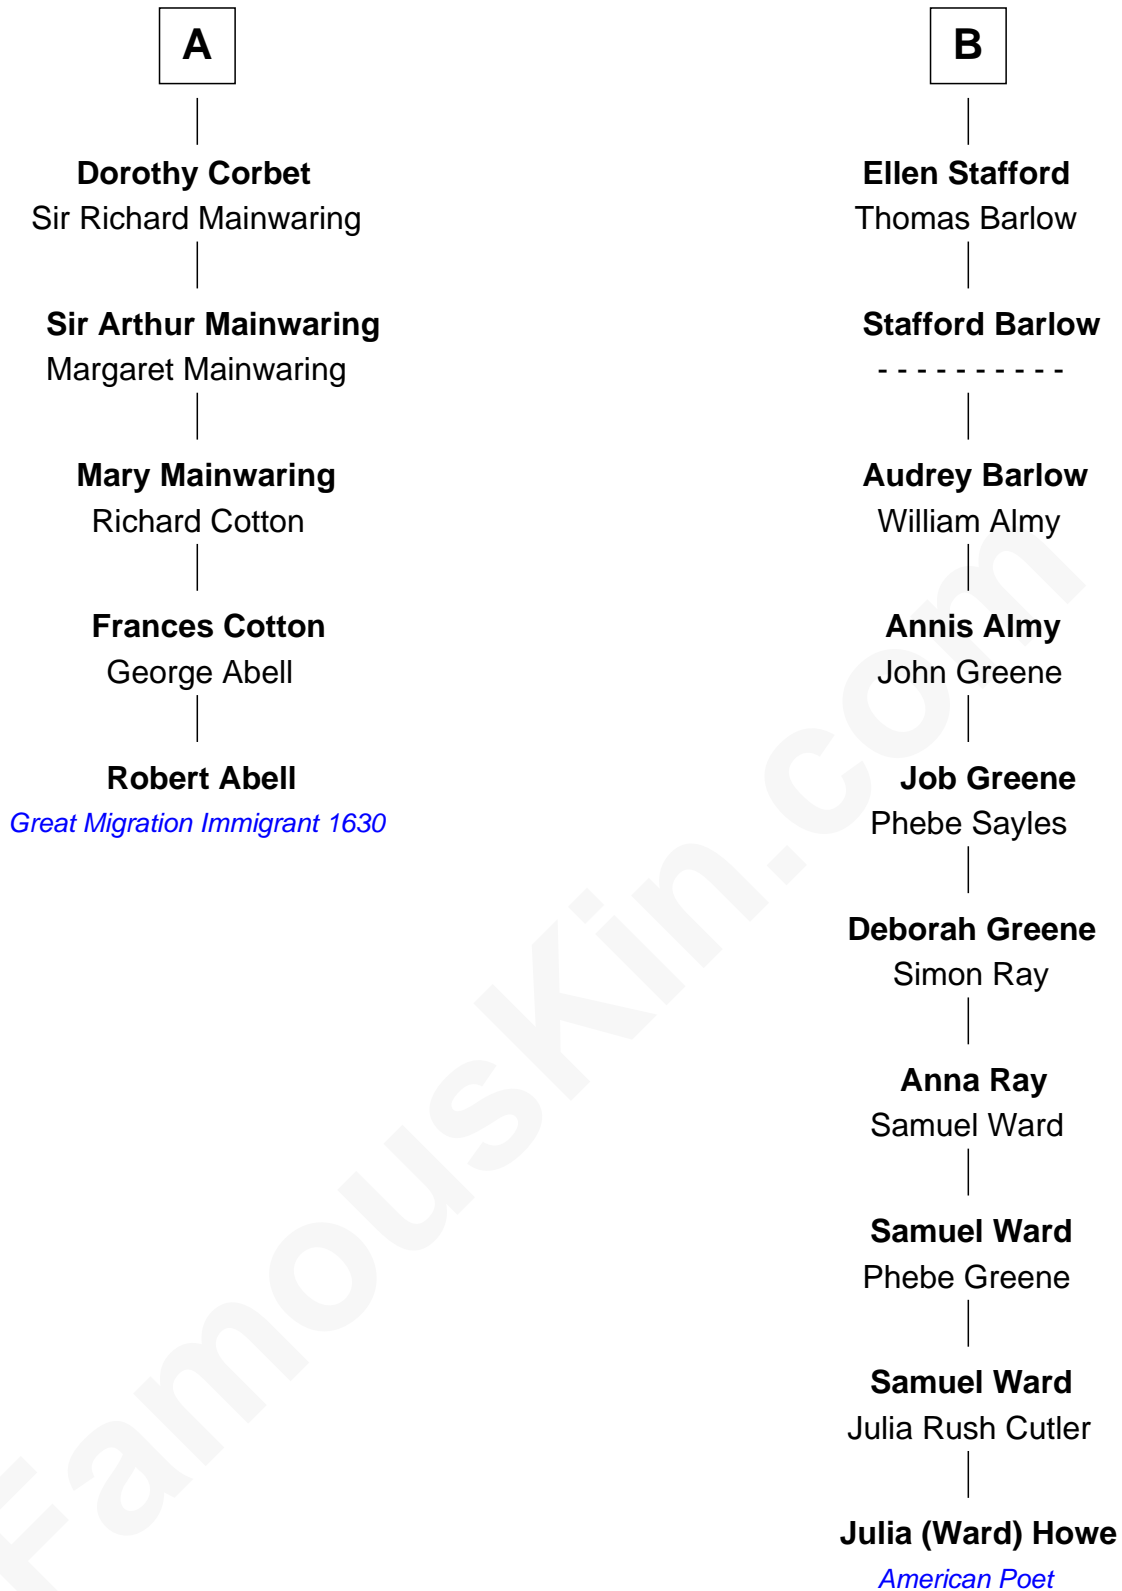 A
Dorothy Corbet
Sir Richard Mainwaring
Sir Arthur Mainwaring
Margaret Mainwaring
Mary Mainwaring
Richard Cotton
Frances Cotton
George Abell
Robert Abell
Great Migration Immigrant 1630
B
Ellen Stafford
Thomas Barlow
Stafford Barlow
- - - - - - - - - -
Audrey Barlow
William Almy
Annis Almy
John Greene
Job Greene
Phebe Sayles
Deborah Greene
Simon Ray
Anna Ray
Samuel Ward
Samuel Ward
Phebe Greene
Samuel Ward
Julia Rush Cutler
Julia (Ward) Howe
American Poet
FamousKin.com